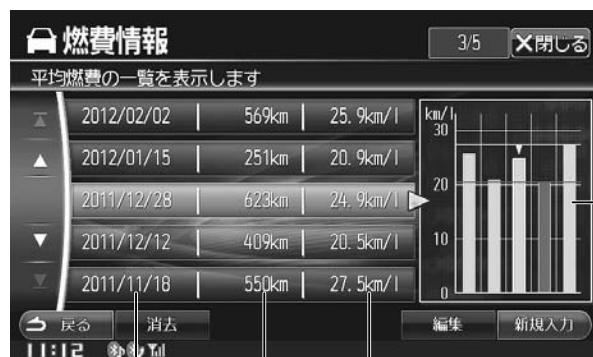 燃費情報 3/5 ×閉じる
平均燃費の一覧を表示します
2012/02/02 569km 25.9km/l
2012/01/15 251km 20.9km/l
2011/12/28 623km 24.9km/l
2011/12/12 409km 20.5km/l
2011/11/18 550km 27.5km/l
km/l
30
20
10
0
戻る 消去 編集 新規入力
11:12